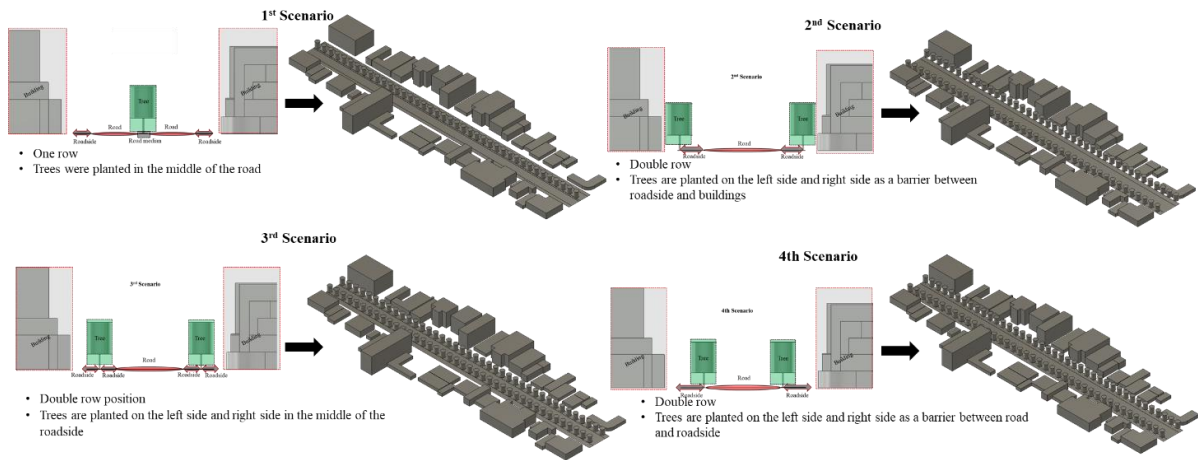 1st Scenario
Building
Tree
Building
Road
Road
Roadside
Road median
Roadside
• One row
• Trees were planted in the middle of the road
2nd Scenario
2nd Scenario
Building
Tree
Tree
Building
Road
Roadside
Roadside
• Double row
• Trees are planted on the left side and right side as a barrier between
roadside and buildings
3rd Scenario
3rd Scenario
Building
Tree
Tree
Building
Road
Roadside
Roadside
Roadside
Roadside
• Double row position
• Trees are planted on the left side and right side in the middle of the
roadside
4th Scenario
4th Scenario
Building
Tree
Tree
Building
Road
Roadside
Roadside
• Double row
• Trees are planted on the left side and right side as a barrier between road
and roadside